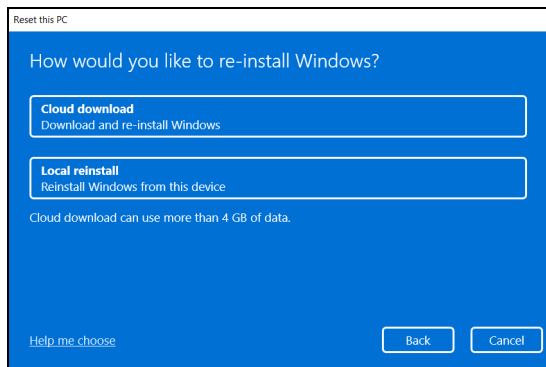 Reset this PC
How would you like to re-install Windows?
Cloud download
Download and re-install Windows
Local reinstall
Reinstall Windows from this device
Cloud download can use more than 4 GB of data.
Help me choose
Back
Cancel